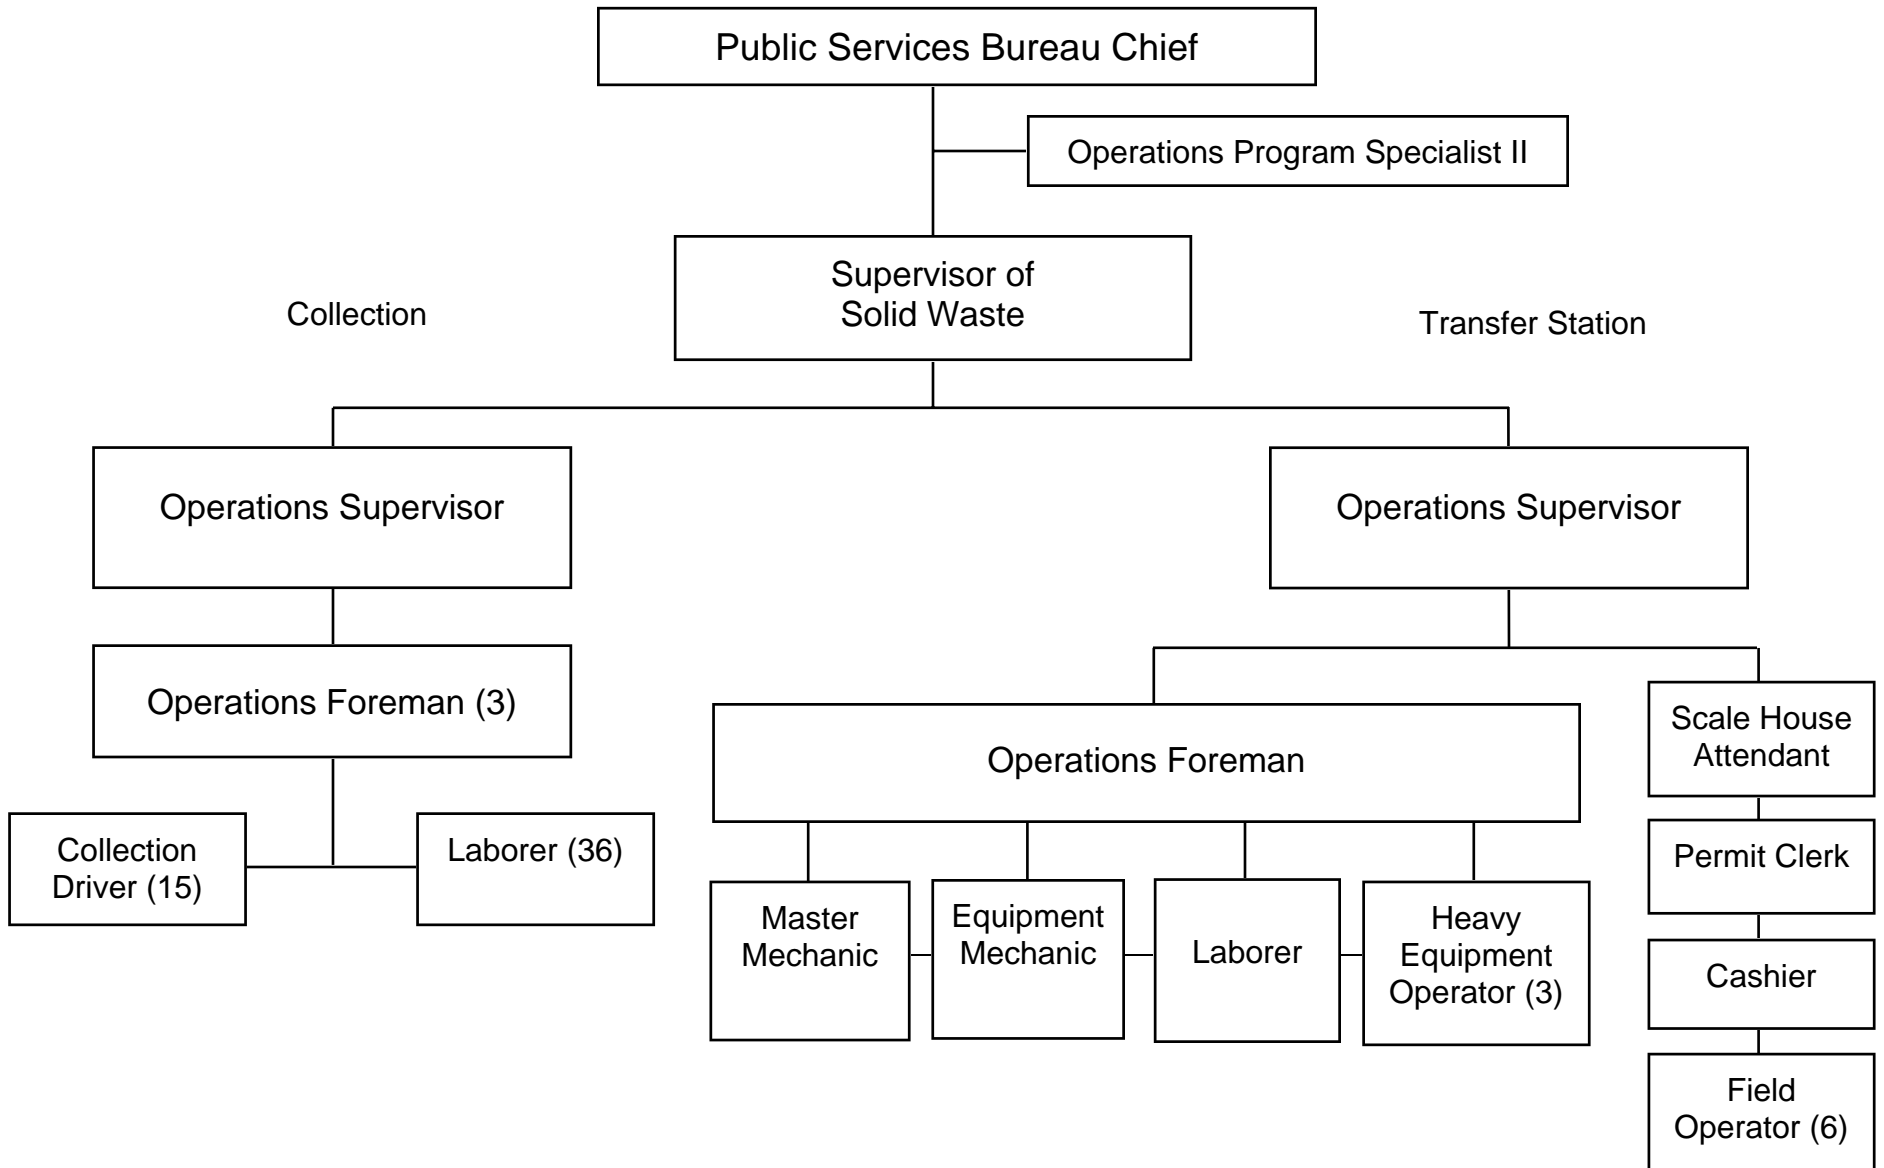 Public Services Bureau Chief
Operations Program Specialist II
Supervisor of
Solid Waste
Collection
Transfer Station
Operations Supervisor
Operations Supervisor
Operations Foreman (3)
Collection
Driver (15)
Laborer (36)
Operations Foreman
Master
Mechanic
Equipment
Mechanic
Laborer
Heavy
Equipment
Operator (3)
Scale House
Attendant
Permit Clerk
Cashier
Field
Operator (6)